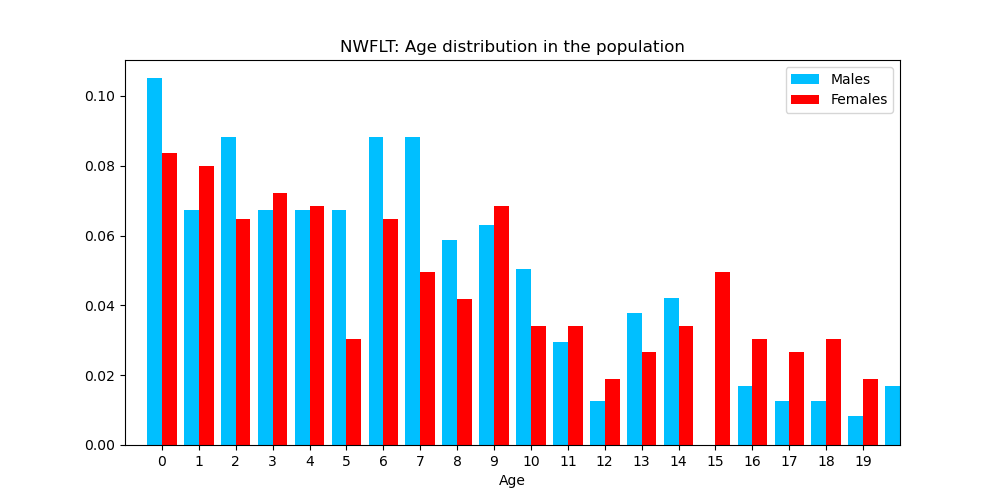 NWFLT: Age distribution in the population
Males
Females
0.10
0.08
0.06
0.04
0.02
0.00
0 1 2 3 4 5 6 7 8 9 10 11 12 13 14 15 16 17 18 19
Age